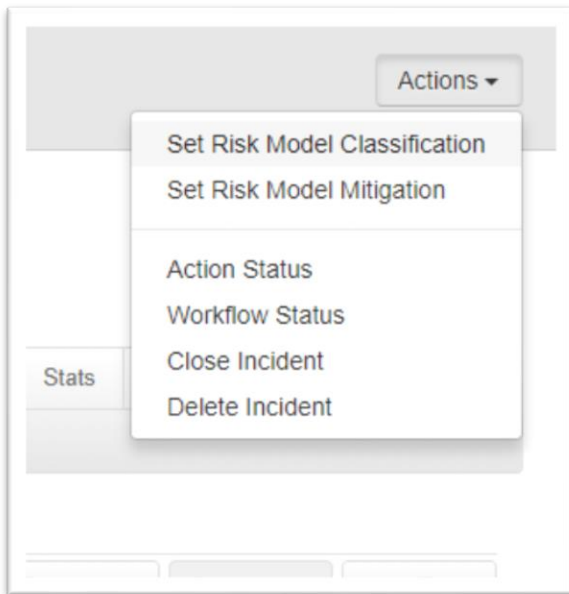 Actions
Set Risk Model Classification
Set Risk Model Mitigation
Action Status
Workflow Status
Close Incident
Delete Incident
Stats